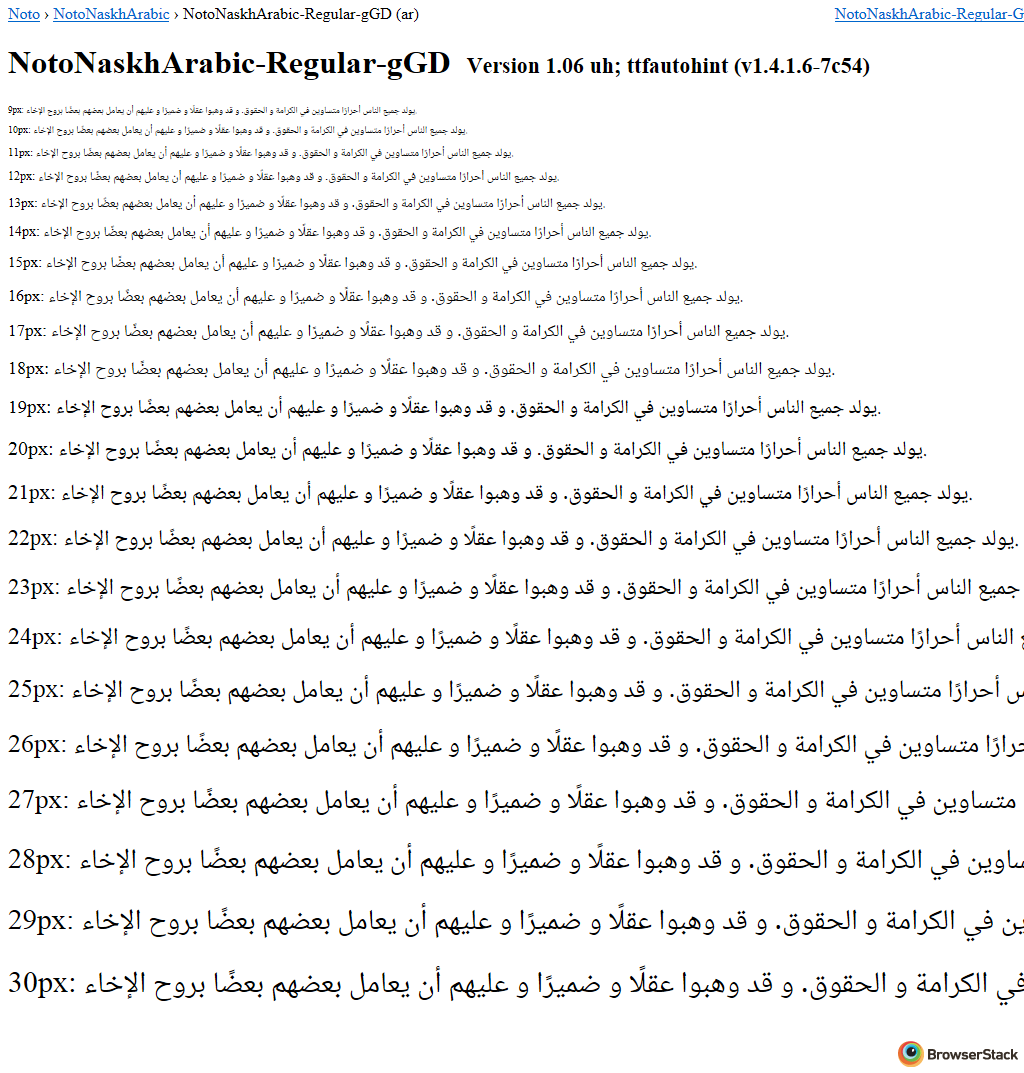 Noto › NotoNaskhArabic › NotoNaskhArabic-Regular-gGD (ar) NotoNaskhArabic-Regular-G
NotoNaskhArabic-Regular-gGD Version 1.06 uh; ttfautohint (v1.4.1.6-7c54)
9px: يولد جميع الناس أحرارًا متساوين في الكرامة و الحقوق. و قد وهبوا عقلًا و ضميرًا و عليهم أن يعامل بعضهم بعضًا بروح الإخاء.
10px: يولد جميع الناس أحرارًا متساوين في الكرامة و الحقوق. و قد وهبوا عقلًا و ضميرًا و عليهم أن يعامل بعضهم بعضًا بروح الإخاء.
11px: يولد جميع الناس أحرارًا متساوين في الكرامة و الحقوق. و قد وهبوا عقلًا و ضميرًا و عليهم أن يعامل بعضهم بعضًا بروح الإخاء.
12px: يولد جميع الناس أحرارًا متساوين في الكرامة و الحقوق. و قد وهبوا عقلًا و ضميرًا و عليهم أن يعامل بعضهم بعضًا بروح الإخاء.
13px: يولد جميع الناس أحرارًا متساوين في الكرامة و الحقوق. و قد وهبوا عقلًا و ضميرًا و عليهم أن يعامل بعضهم بعضًا بروح الإخاء.
14px: يولد جميع الناس أحرارًا متساوين في الكرامة و الحقوق. و قد وهبوا عقلًا و ضميرًا و عليهم أن يعامل بعضهم بعضًا بروح الإخاء.
15px: يولد جميع الناس أحرارًا متساوين في الكرامة و الحقوق. و قد وهبوا عقلًا و ضميرًا و عليهم أن يعامل بعضهم بعضًا بروح الإخاء.
16px: يولد جميع الناس أحرارًا متساوين في الكرامة و الحقوق. و قد وهبوا عقلًا و ضميرًا و عليهم أن يعامل بعضهم بعضًا بروح الإخاء.
17px: يولد جميع الناس أحرارًا متساوين في الكرامة و الحقوق. و قد وهبوا عقلًا و ضميرًا و عليهم أن يعامل بعضهم بعضًا بروح الإخاء.
18px: يولد جميع الناس أحرارًا متساوين في الكرامة و الحقوق. و قد وهبوا عقلًا و ضميرًا و عليهم أن يعامل بعضهم بعضًا بروح الإخاء.
19px: يولد جميع الناس أحرارًا متساوين في الكرامة و الحقوق. و قد وهبوا عقلًا و ضميرًا و عليهم أن يعامل بعضهم بعضًا بروح الإخاء.
20px: يولد جميع الناس أحرارًا متساوين في الكرامة و الحقوق. و قد وهبوا عقلًا و ضميرًا و عليهم أن يعامل بعضهم بعضًا بروح الإخاء.
21px: يولد جميع الناس أحرارًا متساوين في الكرامة و الحقوق. و قد وهبوا عقلًا و ضميرًا و عليهم أن يعامل بعضهم بعضًا بروح الإخاء.
22px: يولد جميع الناس أحرارًا متساوين في الكرامة و الحقوق. و قد وهبوا عقلًا و ضميرًا و عليهم أن يعامل بعضهم بعضًا بروح الإخاء.
23px: جميع الناس أحرارًا متساوين في الكرامة و الحقوق. و قد وهبوا عقلًا و ضميرًا و عليهم أن يعامل بعضهم بعضًا بروح الإخاء
24px: الناس أحرارًا متساوين في الكرامة و الحقوق. و قد وهبوا عقلًا و ضميرًا و عليهم أن يعامل بعضهم بعضًا بروح الإخاء
25px: أحرارًا متساوين في الكرامة و الحقوق. و قد وهبوا عقلًا و ضميرًا و عليهم أن يعامل بعضهم بعضًا بروح الإخاء
26px: متساوين في الكرامة و الحقوق. و قد وهبوا عقلًا و ضميرًا و عليهم أن يعامل بعضهم بعضًا بروح الإخاء
27px: متساوين في الكرامة و الحقوق. و قد وهبوا عقلًا و ضميرًا و عليهم أن يعامل بعضهم بعضًا بروح الإخاء
28px: في الكرامة و الحقوق. و قد وهبوا عقلًا و ضميرًا و عليهم أن يعامل بعضهم بعضًا بروح الإخاء
29px: في الكرامة و الحقوق. و قد وهبوا عقلًا و ضميرًا و عليهم أن يعامل بعضهم بعضًا بروح الإخاء
30px: في الكرامة و الحقوق. و قد وهبوا عقلًا و ضميرًا و عليهم أن يعامل بعضهم بعضًا بروح الإخاء
BrowserStack